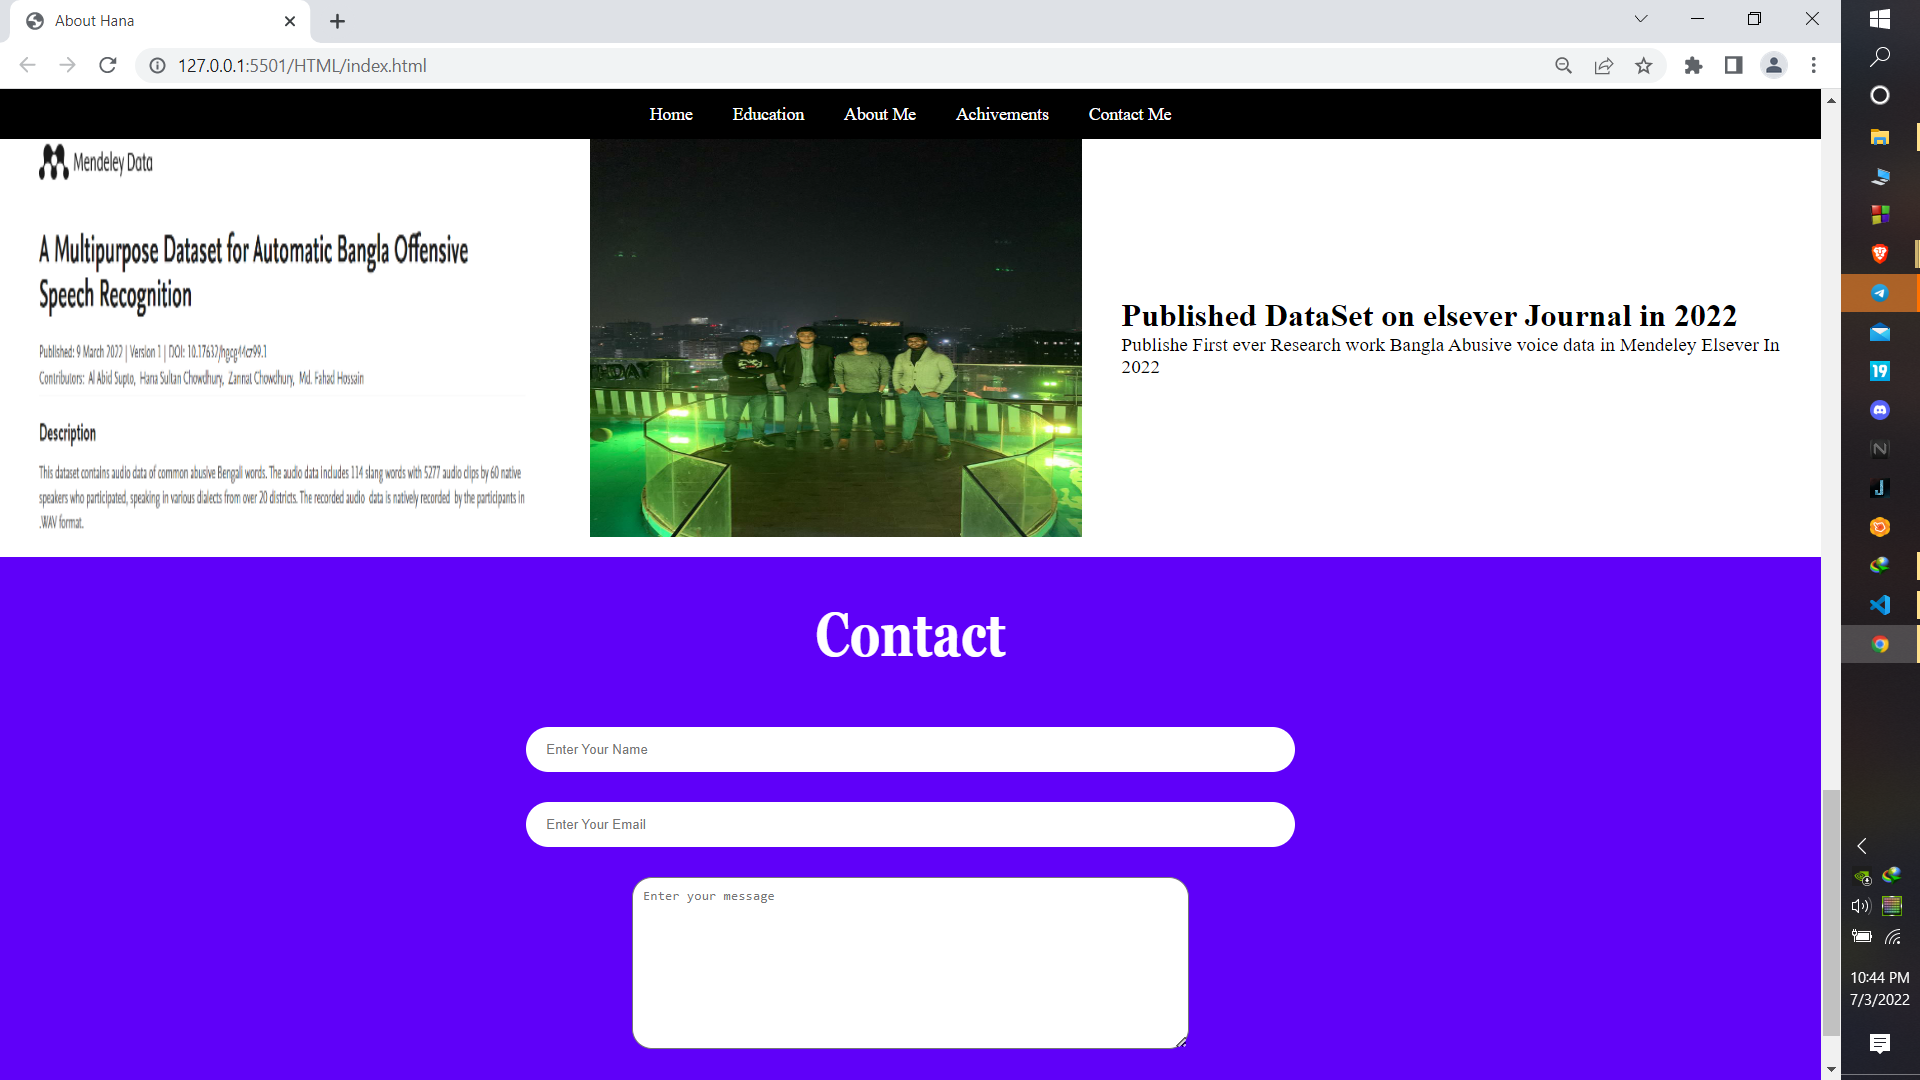 About Hana
127.0.0.1:5501/HTML/index.html
Home Education About Me Achivements Contact Me
Mendeley Data
A Multipurpose Dataset for Automatic Bangla Offensive
Speech Recognition
Published: 9 March 2022 | Version 1 | DOI:
Contributors: Al Abid Supto, Hana Sultan Chowdhury, Zannat Chowdhury, Md. Fahad Hossain
Description
This dataset contains audio data of common abusive Bengali words. The audio data includes 114 slang words with 5277 audio clips by 60 native
speakers who participated, speaking in various dialects from over 20 districts. The recorded audio data is natively recorded by the participants in
.WAV format.
Published DataSet on elsever Journal in 2022
Publishe First ever Research work Bangla Abusive voice data in Mendeley Elsever In
2022
Contact
Enter Your Name
Enter Your Email
Enter your message
19
10:44 PM
7/3/2022